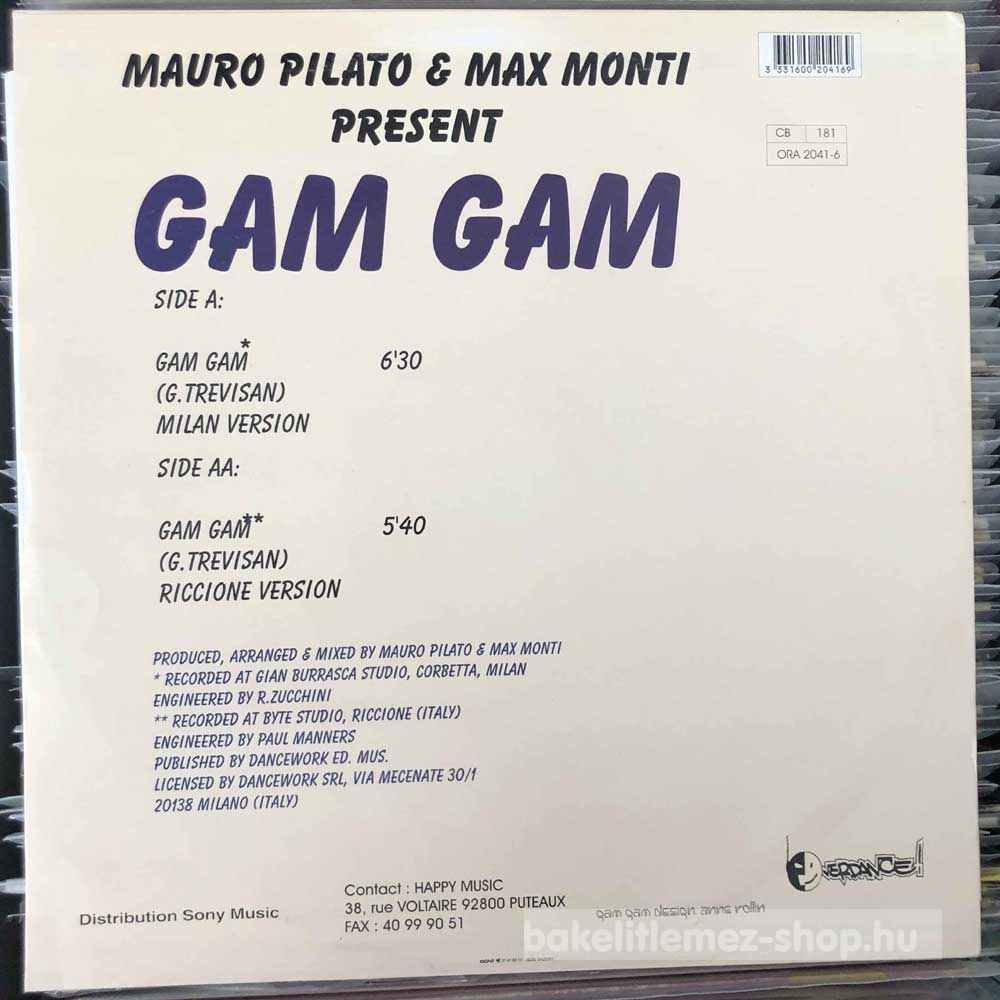 MAURO PILATO & MAX MONTI
PRESENT
3 331600 204169
CB 181
ORA 2041-6
GAM GAM
SIDE A:
GAM GAM* 6'30
(G.TREVISAN)
MILAN VERSION
SIDE AA:
GAM GAM** 5'40
(G.TREVISAN)
RICCIONE VERSION
PRODUCED, ARRANGED & MIXED BY MAURO PILATO & MAX MONTI
* RECORDED AT GIAN BURRASCA STUDIO, CORBETTA, MILAN
ENGINEERED BY R.ZUCCHINI
** RECORDED AT BYTE STUDIO, RICCIONE (ITALY)
ENGINEERED BY PAUL MANNERS
PUBLISHED BY DANCEWORK ED. MUS.
LICENSED BY DANCEWORK SRL, VIA MECENATE 30/1
20138 MILANO (ITALY)
OVERDANCE!
Distribution Sony Music
Contact : HAPPY MUSIC
38, rue VOLTAIRE 92800 PUTEAUX
FAX : 40 99 90 51
gam gam design: anne rollin
bakelitlemez-shop.hu